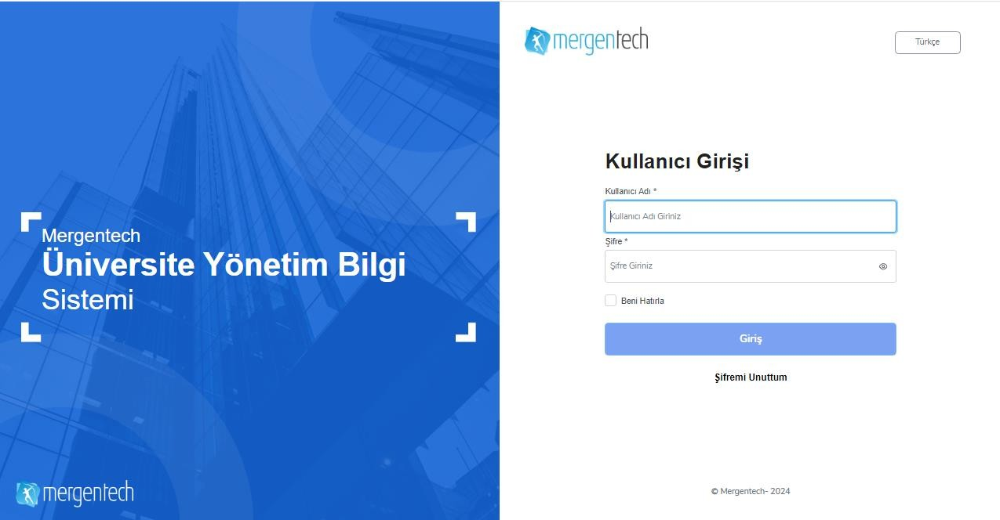 Mergentech
Üniversite Yönetim Bilgi
Sistemi
mergentech
mergentech
Türkçe
Kullanıcı Girişi
Kullanıcı Adı *
Kullanıcı Adı Giriniz
Şifre *
Şifre Giriniz
Beni Hatırla
Giriş
Şifremi Unuttum
© Mergentech- 2024